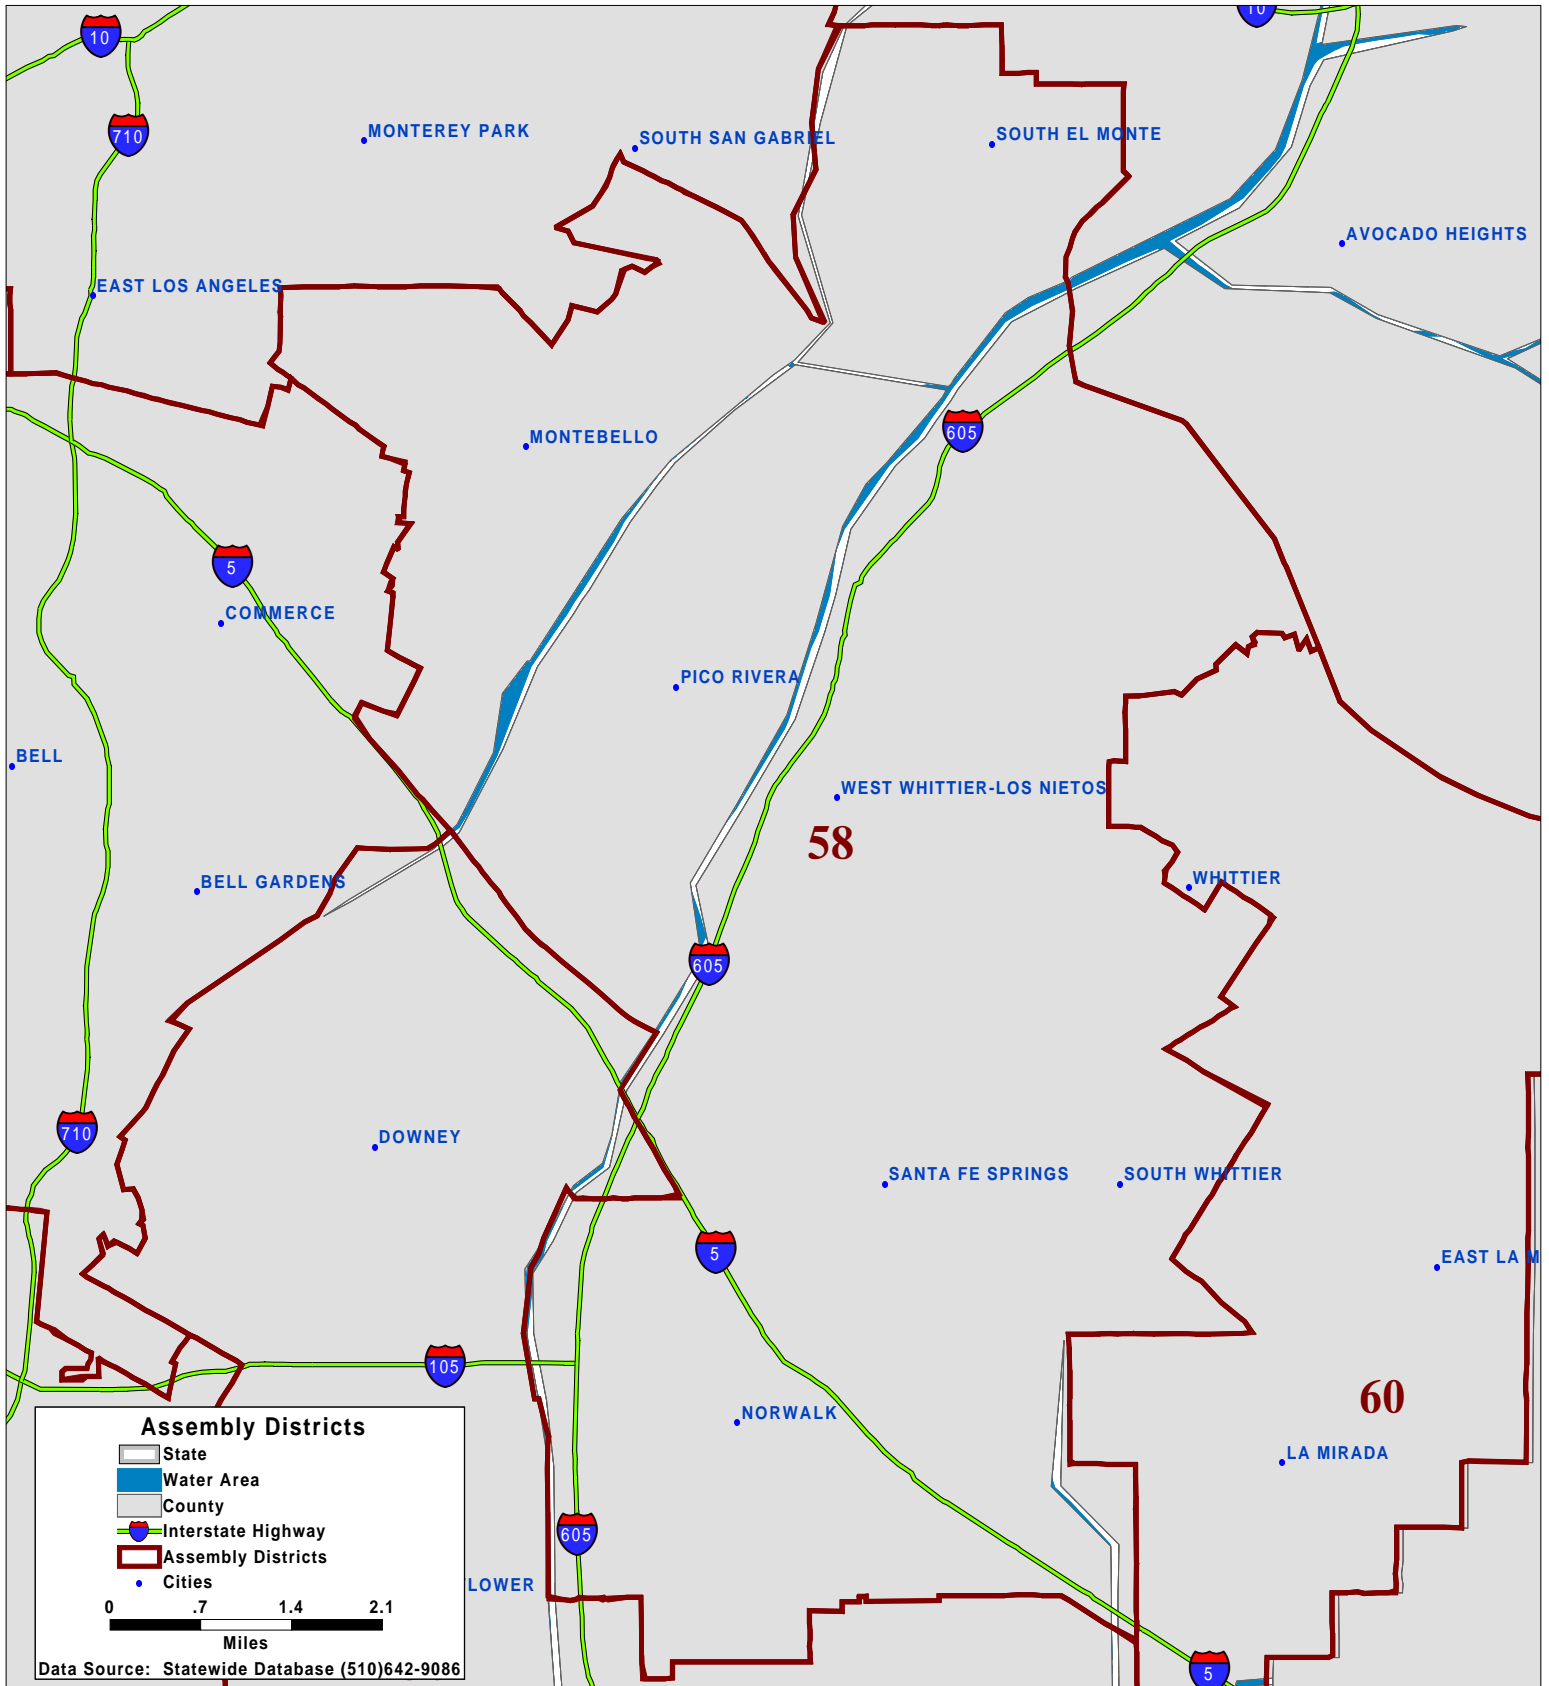 10
10
710
MONTEREY PARK
SOUTH SAN GABRIEL
SOUTH EL MONTE
AVOCADO HEIGHTS
EAST LOS ANGELES
MONTEBELLO
605
5
COMMERCE
PICO RIVERA
BELL
WEST WHITTIER-LOS NIETOS
58
BELL GARDENS
WHITTIER
605
710
DOWNEY
SANTA FE SPRINGS
SOUTH WHITTIER
5
EAST LA M
105
60
NORWALK
LA MIRADA
605
LOWER
5
Assembly Districts
State
Water Area
County
Interstate Highway
Assembly Districts
Cities
0 .7 1.4 2.1
Miles
Data Source: Statewide Database (510)642-9086